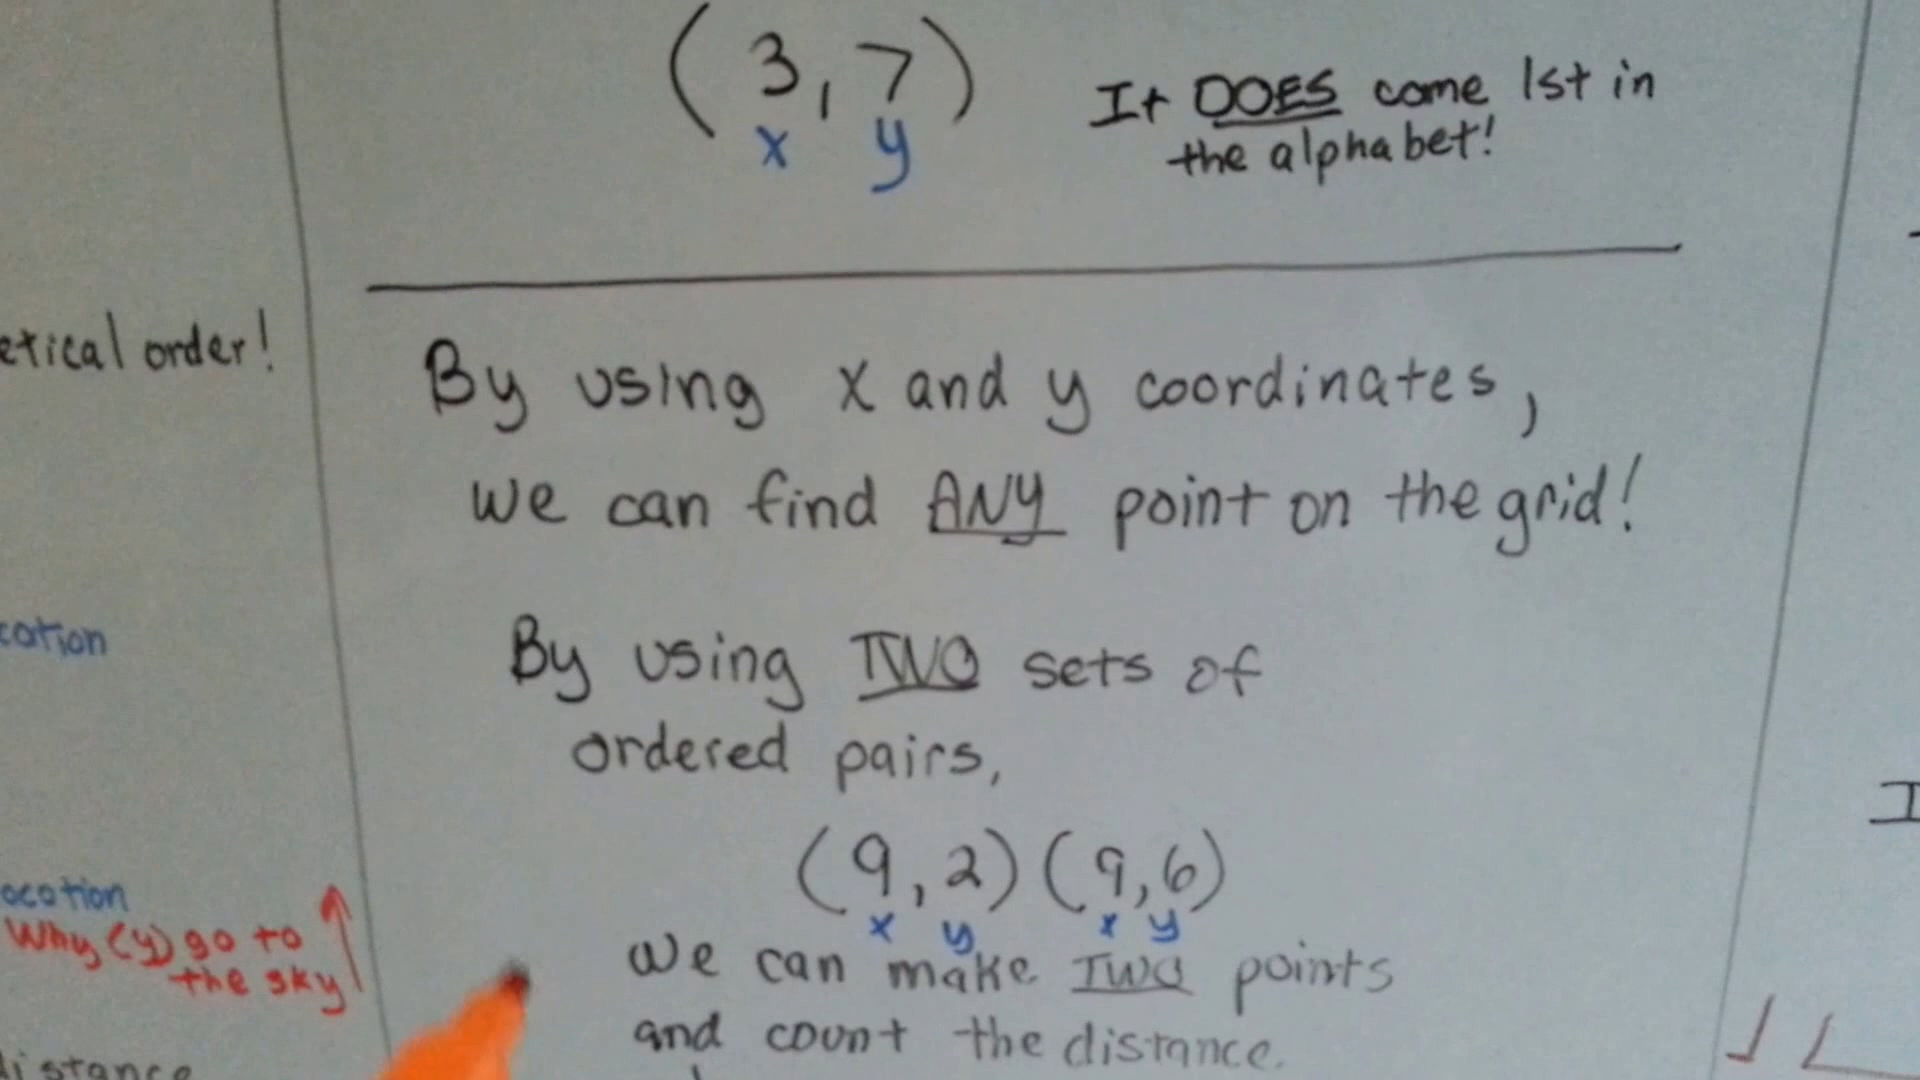 (3,7)
x y
It DOES come 1st in
the alphabet!
etical order!
By using x and y coordinates,
we can find ANY point on the grid!
By using TWO sets of
ordered pairs,
(9,2) (9,6)
x y x y
we can make TWO points
and count the distance.
cation
ocation
Why (y) go to
the sky
distance
I